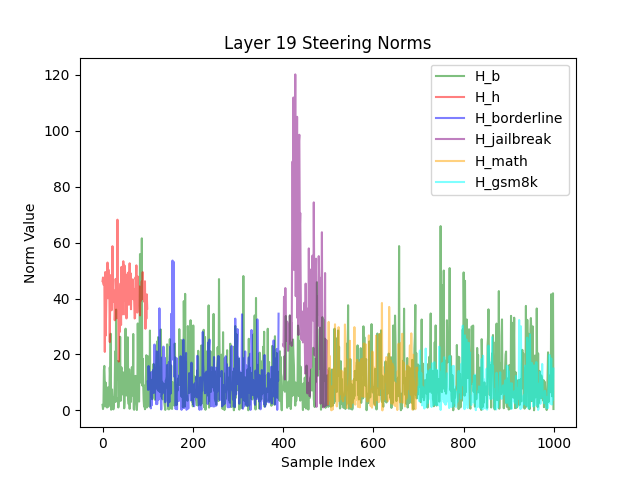 Layer 19 Steering Norms
120
100
80
60
40
20
0
Norm Value
H_b
H_h
H_borderline
H_jailbreak
H_math
H_gsm8k
0
200
400
600
800
1000
Sample Index